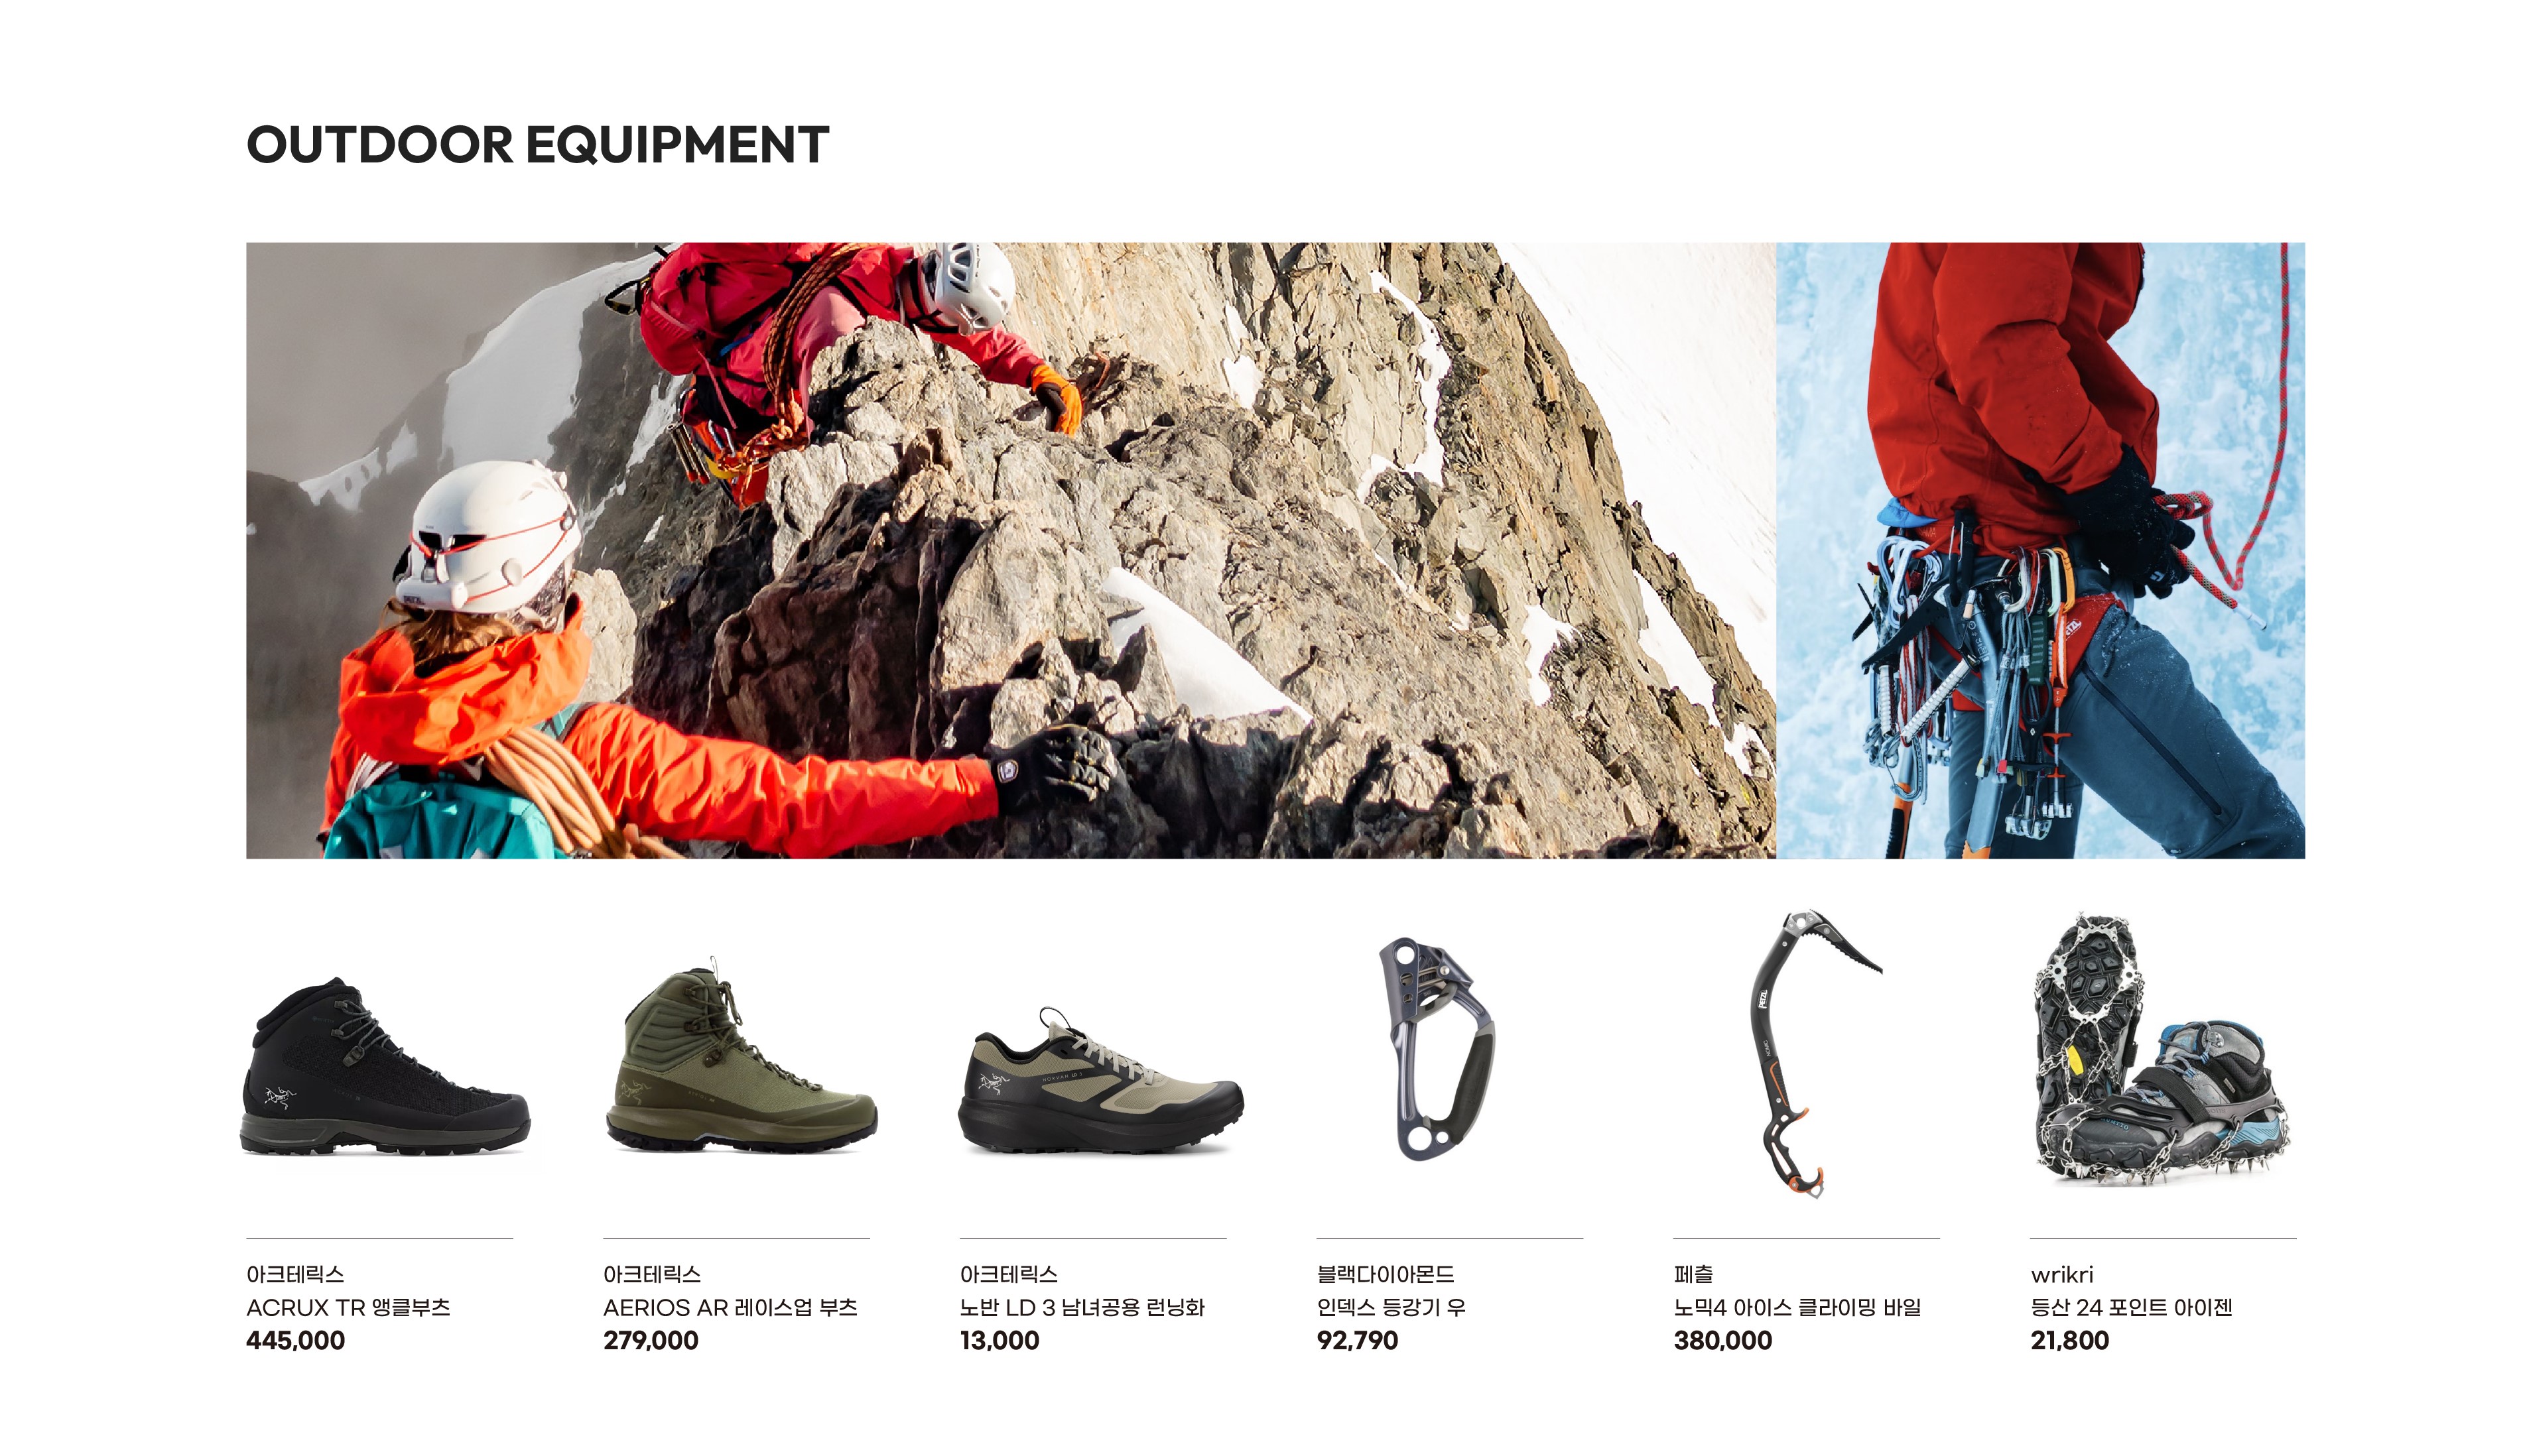 OUTDOOR EQUIPMENT
PETZL
아크테릭스
ACRUX TR 앵클부츠
445,000
아크테릭스
AERIOS AR 레이스업 부츠
279,000
아크테릭스
노반 LD 3 남녀공용 런닝화
13,000
블랙다이아몬드
인덱스 등강기 우
92,790
페츨
노믹4 아이스 클라이밍 바일
380,000
wrikri
등산 24 포인트 아이젠
21,800